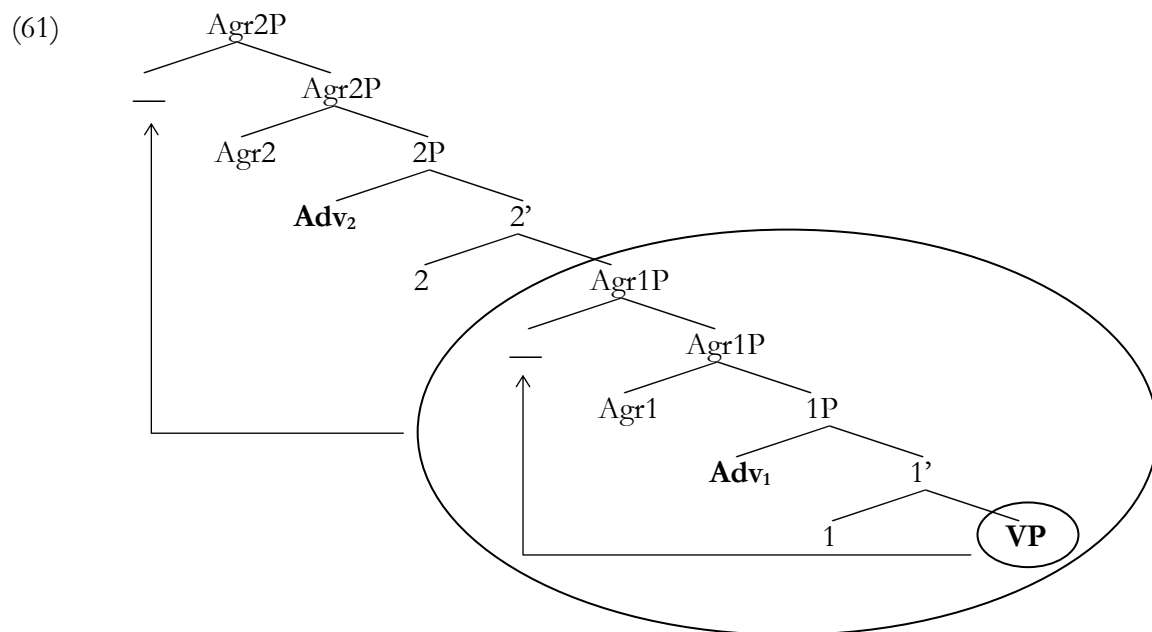 (61)
Agr2P
— Agr2P
Agr2 2P
Adv₂ 2’
2 Agr1P
— Agr1P
Agr1 1P
Adv₁ 1’
1 VP